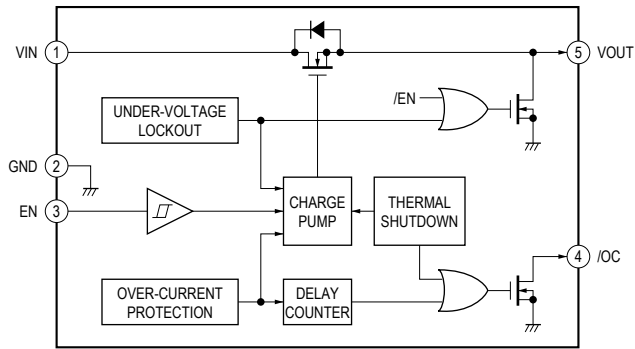 VIN 1
5 VOUT
/EN
UNDER-VOLTAGE
LOCKOUT
GND 2
EN 3
CHARGE
PUMP
THERMAL
SHUTDOWN
4 /OC
OVER-CURRENT
PROTECTION
DELAY
COUNTER